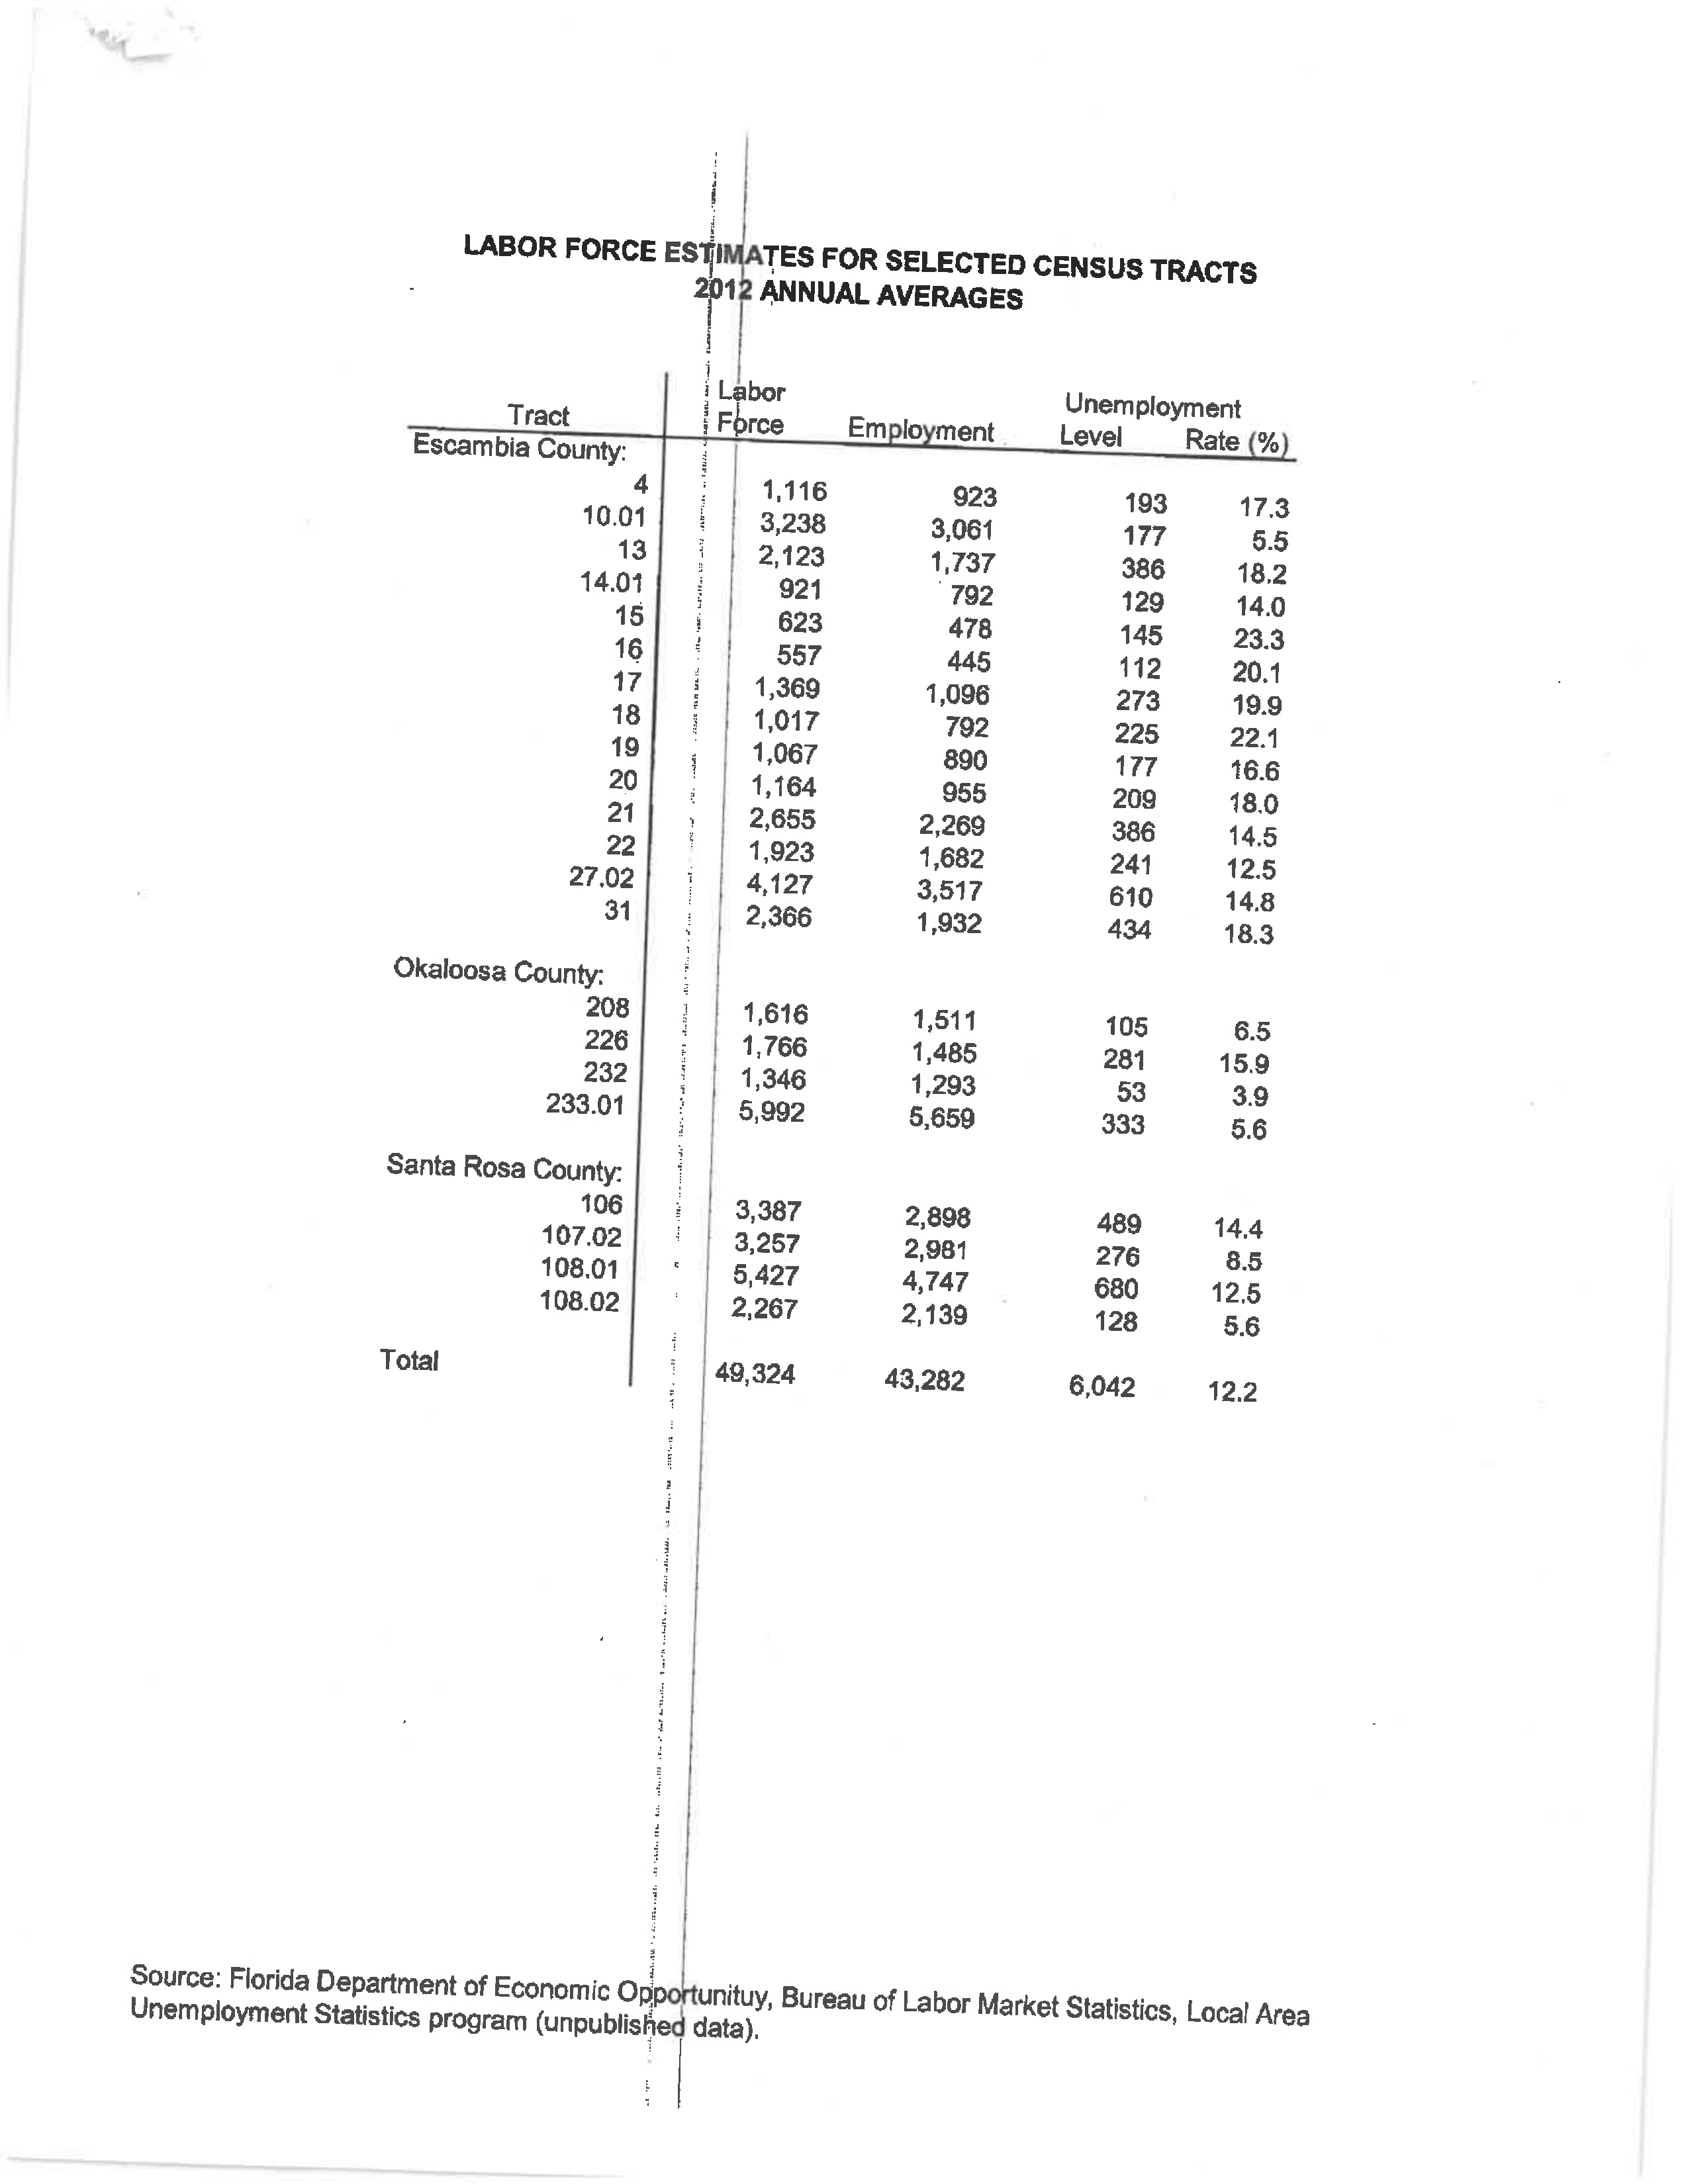 LABOR FORCE ESTIMATES FOR SELECTED CENSUS TRACTS
2012 ANNUAL AVERAGES
Labor Unemployment
Tract Force Employment Level Rate (%)
Escambia County:
4 1,116 923 193 17.3
10.01 3,238 3,061 177 5.5
13 2,123 1,737 386 18.2
14.01 921 792 129 14.0
15 623 478 145 23.3
16 557 445 112 20.1
17 1,369 1,096 273 19.9
18 1,017 792 225 22.1
19 1,067 890 177 16.6
20 1,164 955 209 18.0
21 2,655 2,269 386 14.5
22 1,923 1,682 241 12.5
27.02 4,127 3,517 610 14.8
31 2,366 1,932 434 18.3
Okaloosa County:
208 1,616 1,511 105 6.5
226 1,766 1,485 281 15.9
232 1,346 1,293 53 3.9
233.01 5,992 5,659 333 5.6
Santa Rosa County:
106 3,387 2,898 489 14.4
107.02 3,257 2,981 276 8.5
108.01 5,427 4,747 680 12.5
108.02 2,267 2,139 128 5.6
Total 49,324 43,282 6,042 12.2
Source: Florida Department of Economic Opportunituy, Bureau of Labor Market Statistics, Local Area
Unemployment Statistics program (unpublished data).